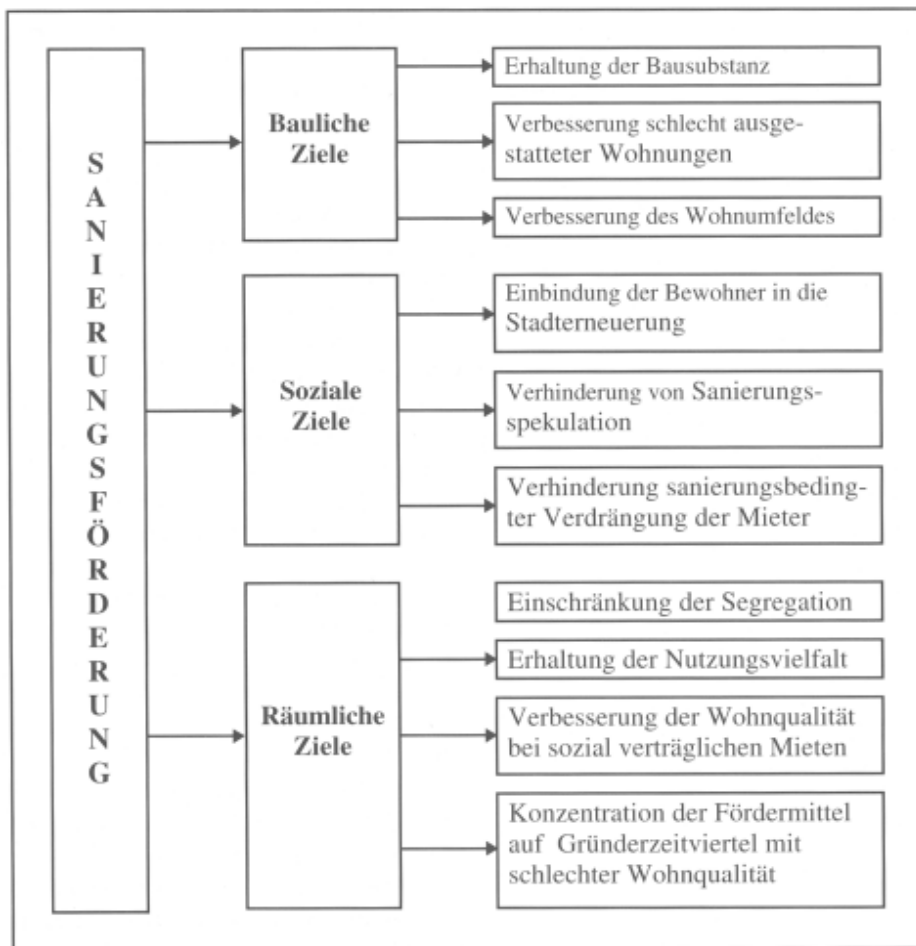 SANIERUNGSFÖRDERUNG
Bauliche
Ziele
Erhaltung der Bausubstanz
Verbesserung schlecht ausge-
statteter Wohnungen
Verbesserung des Wohnumfeldes
Soziale
Ziele
Einbindung der Bewohner in die
Stadterneuerung
Verhinderung von Sanierungs-
spekulation
Verhinderung sanierungsbeding-
ter Verdrängung der Mieter
Räumliche
Ziele
Einschränkung der Segregation
Erhaltung der Nutzungsvielfalt
Verbesserung der Wohnqualität
bei sozial verträglichen Mieten
Konzentration der Fördermittel
auf Gründerzeitviertel mit
schlechter Wohnqualität